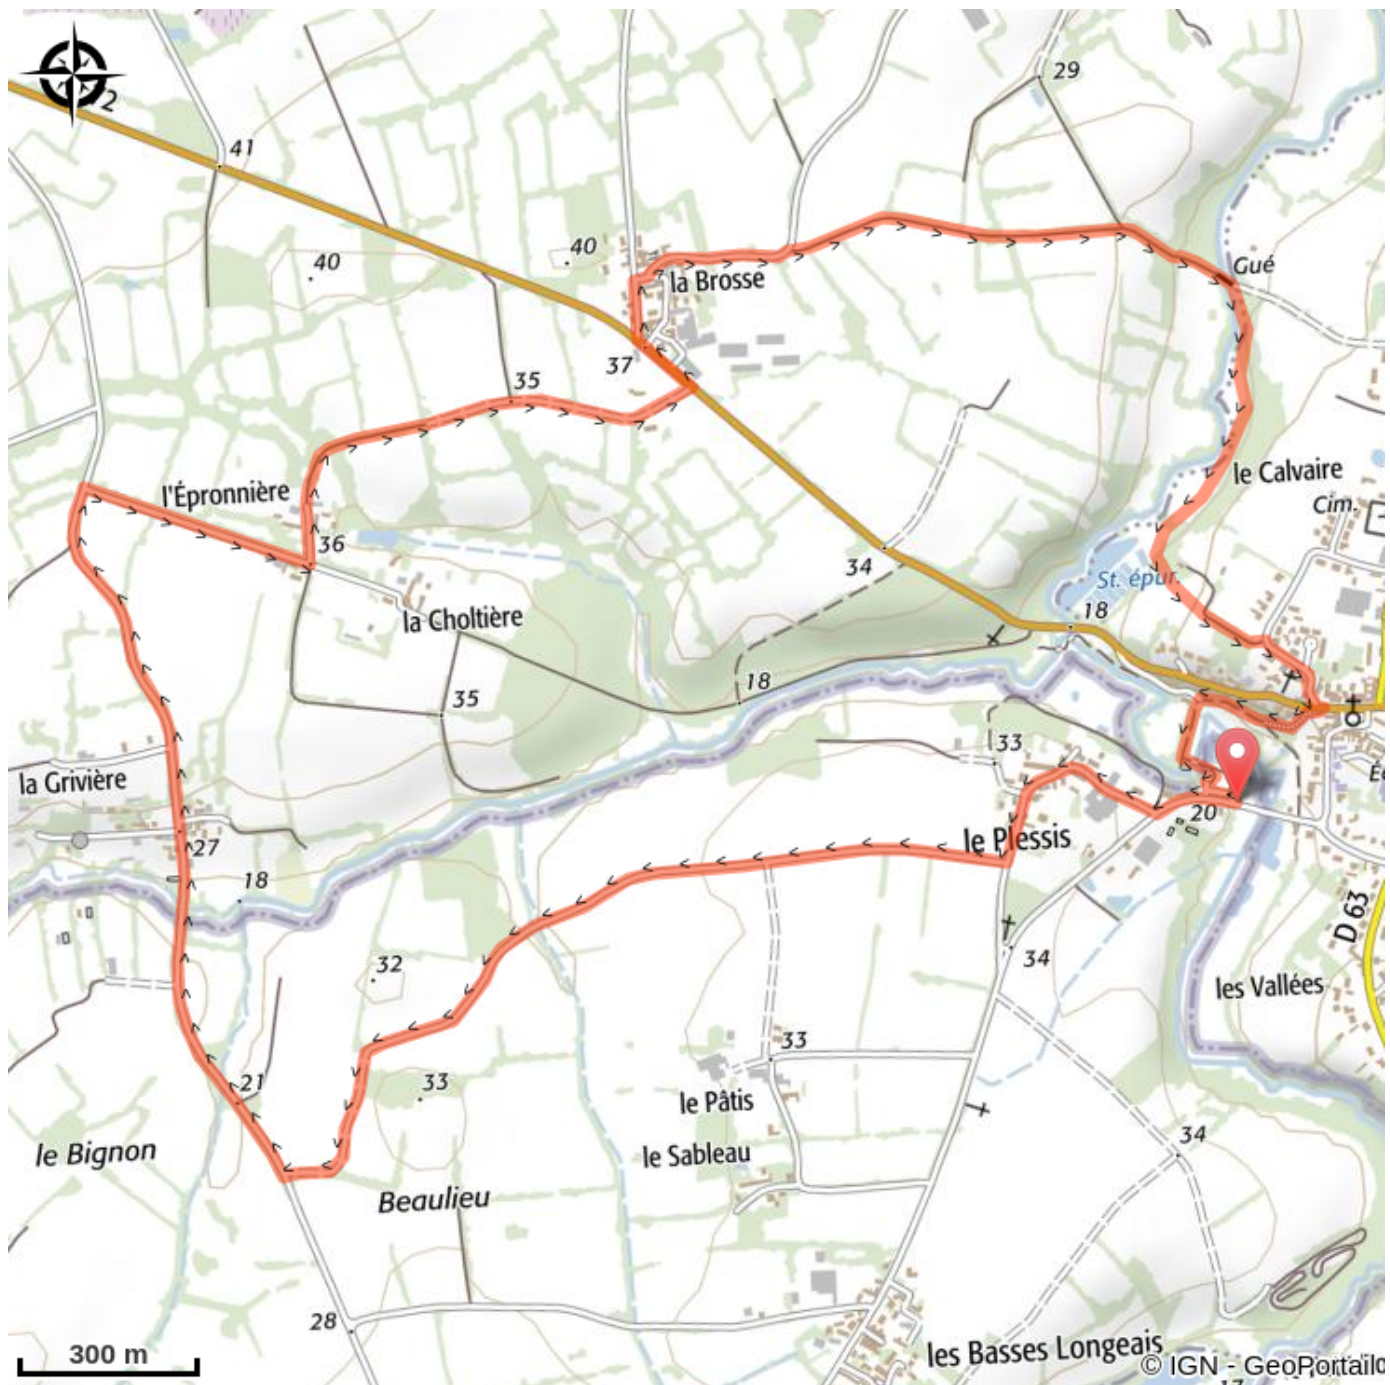 29
2
41
40
40
la Brosse
Gué
37
35
le Calvaire
l'Épronnière
Cim.
36
34
St. épur.
18
la Choltière
18
35
33
la Grivière
20
le Plessis
27
18
D 63
34
32
les Vallées
33
21
33
le Pâtis
34
le Bignon
le Sableau
Beaulieu
28
les Basses Longeais
300 m
© IGN - GeoPortail